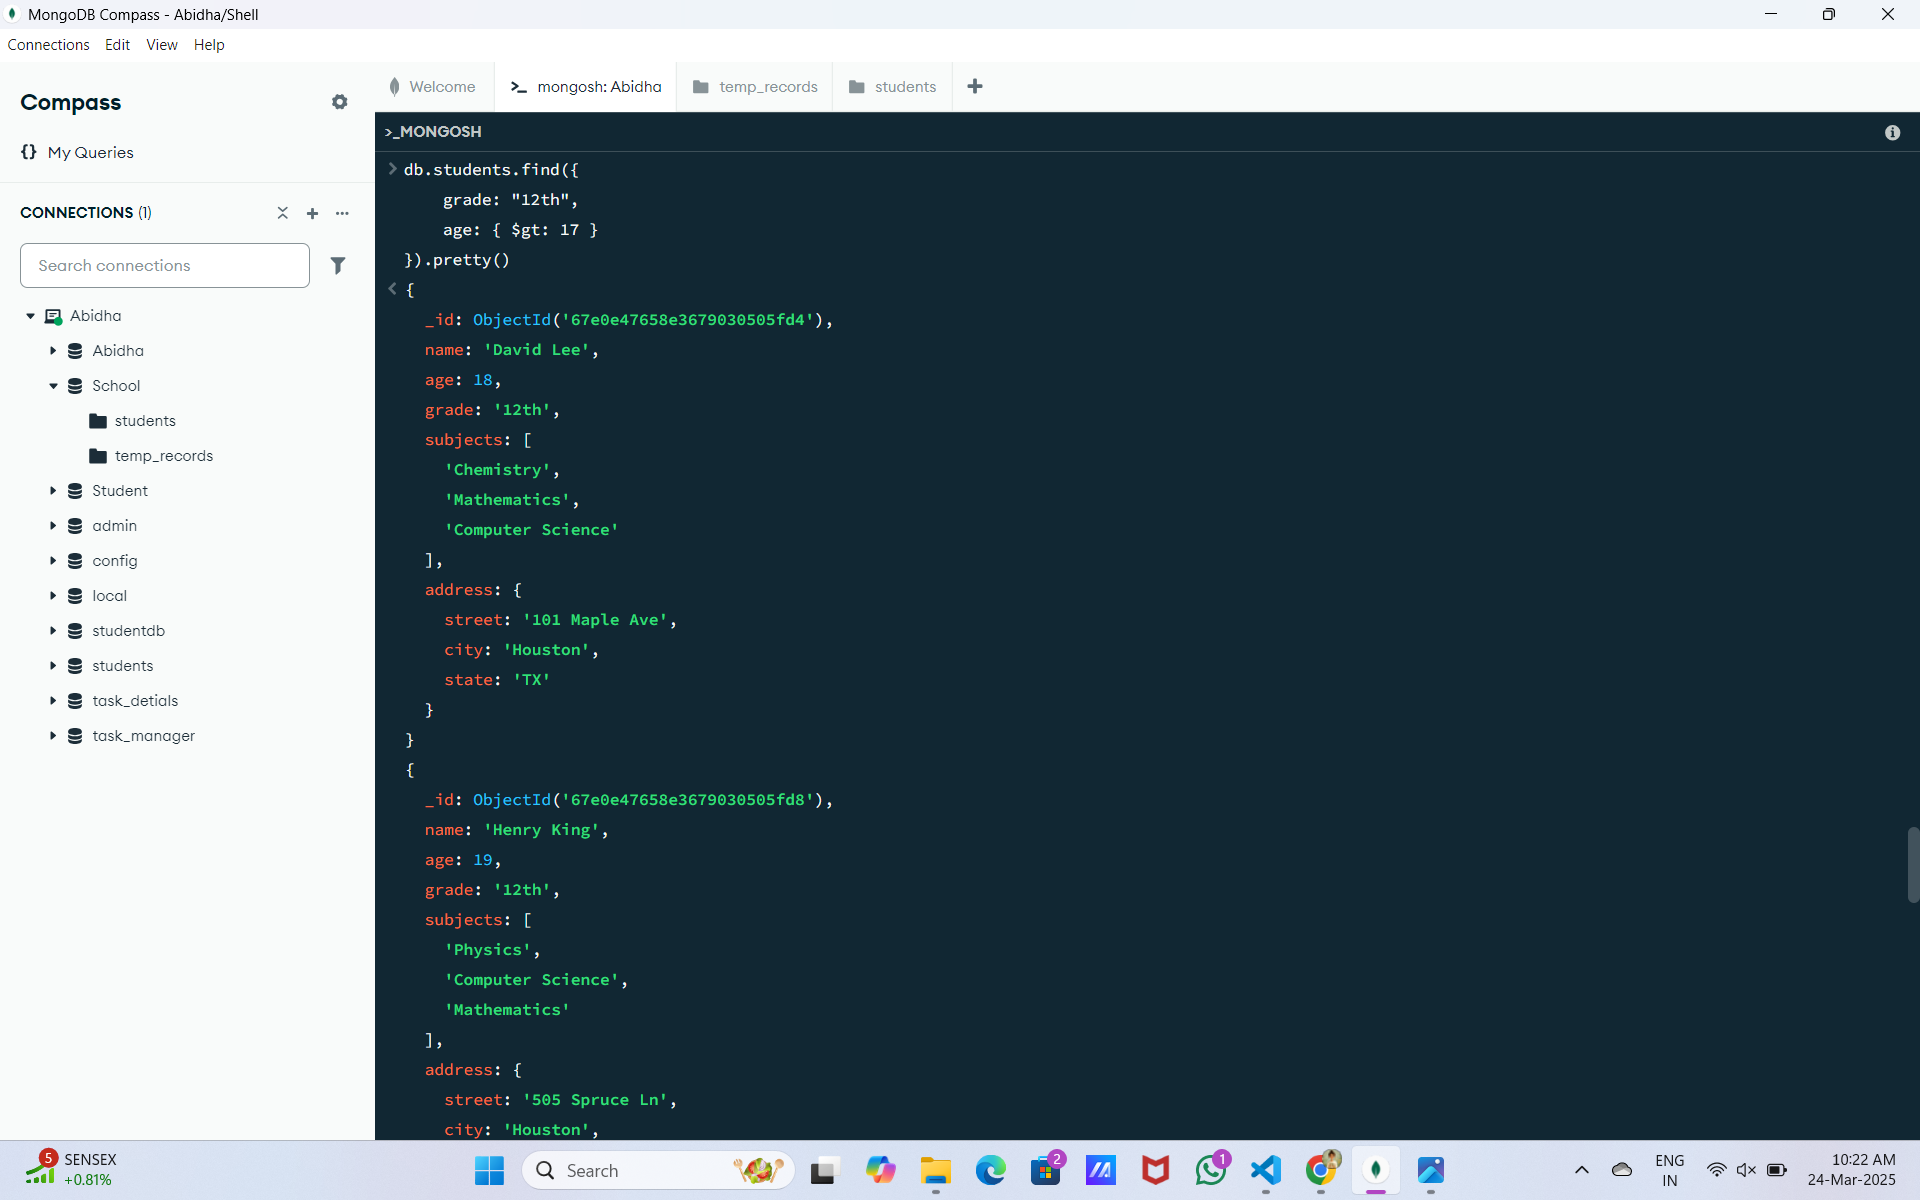 MongoDB Compass - Abidha/Shell
Connections Edit View Help
Compass
{} My Queries
CONNECTIONS (1)
Search connections
Abidha
Abidha
School
students
temp_records
Student
admin
config
local
studentdb
students
task_detials
task_manager
Welcome
>_ mongosh: Abidha
temp_records
students
>_MONGOSH
db.students.find({
grade: "12th",
age: { $gt: 17 }
}).pretty()
{
_id: ObjectId('67e0e47658e3679030505fd4'),
name: 'David Lee',
age: 18,
grade: '12th',
subjects: [
'Chemistry',
'Mathematics',
'Computer Science'
],
address: {
street: '101 Maple Ave',
city: 'Houston',
state: 'TX'
}
}
{
_id: ObjectId('67e0e47658e3679030505fd8'),
name: 'Henry King',
age: 19,
grade: '12th',
subjects: [
'Physics',
'Computer Science',
'Mathematics'
],
address: {
street: '505 Spruce Ln',
city: 'Houston',
5
SENSEX
+0.81%
Search
2
1
ENG
IN
10:22 AM
24-Mar-2025